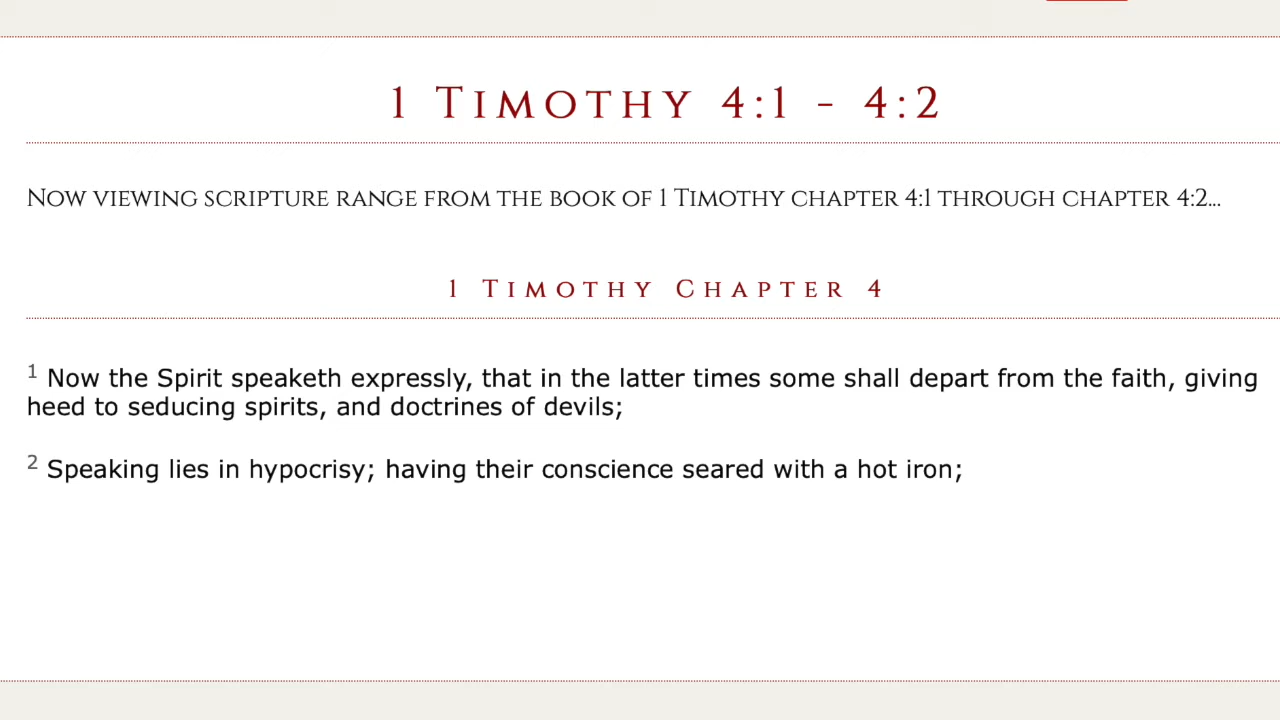 1 Timothy 4:1 - 4:2
Now viewing scripture range from the book of 1 Timothy chapter 4:1 through chapter 4:2...
1 Timothy Chapter 4
1 Now the Spirit speaketh expressly, that in the latter times some shall depart from the faith, giving
heed to seducing spirits, and doctrines of devils;
2 Speaking lies in hypocrisy; having their conscience seared with a hot iron;